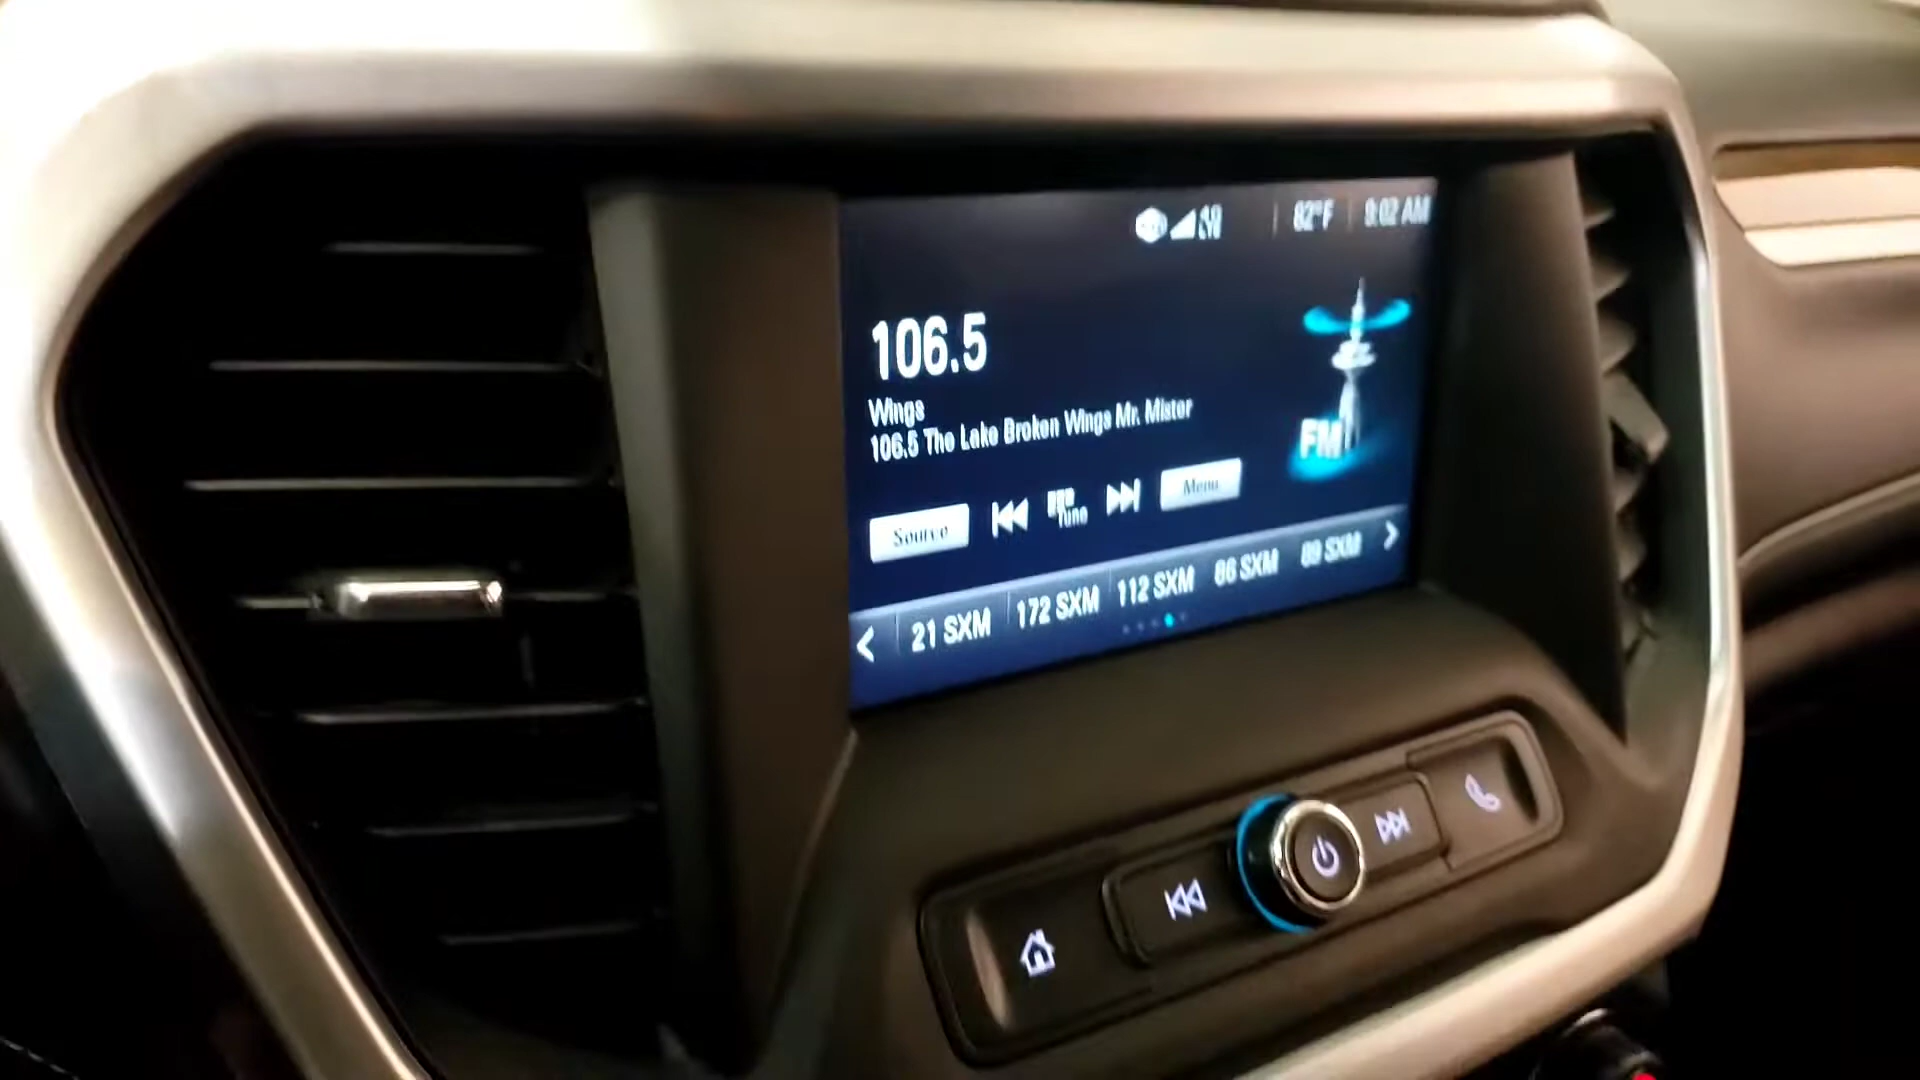 82°F 9:02 AM
106.5
Wings
106.5 The Lake Broken Wings Mr. Mister
FM
Source Tune Menu
21 SXM 172 SXM 112 SXM 86 SXM 89 SXM